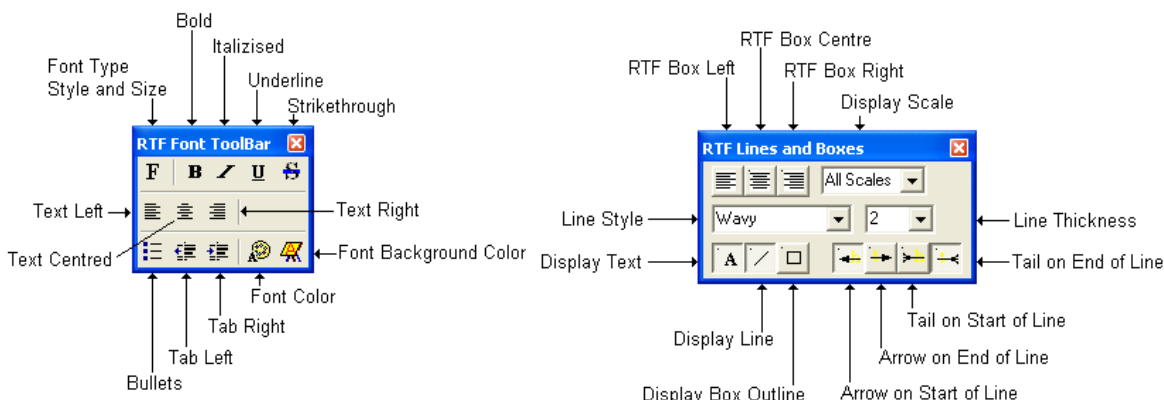 Bold
Italizised
Font Type
Style and Size
Underline
Strikethrough
RTF Font ToolBar
F B I U S
Text Left
Text Right
Text Centred
A A
Font Background Color
Font Color
Tab Right
Tab Left
Bullets
RTF Box Centre
RTF Box Left
RTF Box Right
Display Scale
RTF Lines and Boxes
All Scales
Line Style
Wavy
2
Line Thickness
Display Text
A
Tail on End of Line
Tail on Start of Line
Display Line
Arrow on End of Line
Display Box Outline
Arrow on Start of Line